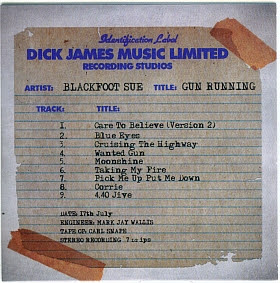 Identification Label
DICK JAMES MUSIC LIMITED
RECORDING STUDIOS
ARTIST: BLACKFOOT SUE TITLE: GUN RUNNING
TRACK: TITLE:
1. Care To Believe (Version 2)
2. Blue Eyes
3. Cruising The Highway
4. Wanted Gun
5. Moonshine
6. Taking My Fire
7. Pick Me Up Put Me Down
8. Corrie
9. 4.40 Jive
DATE: 17th July
ENGINEER: MARK JAY WALLIS
TAPE OP: CARL SNAPE
STEREO RECORDING 7½ ips